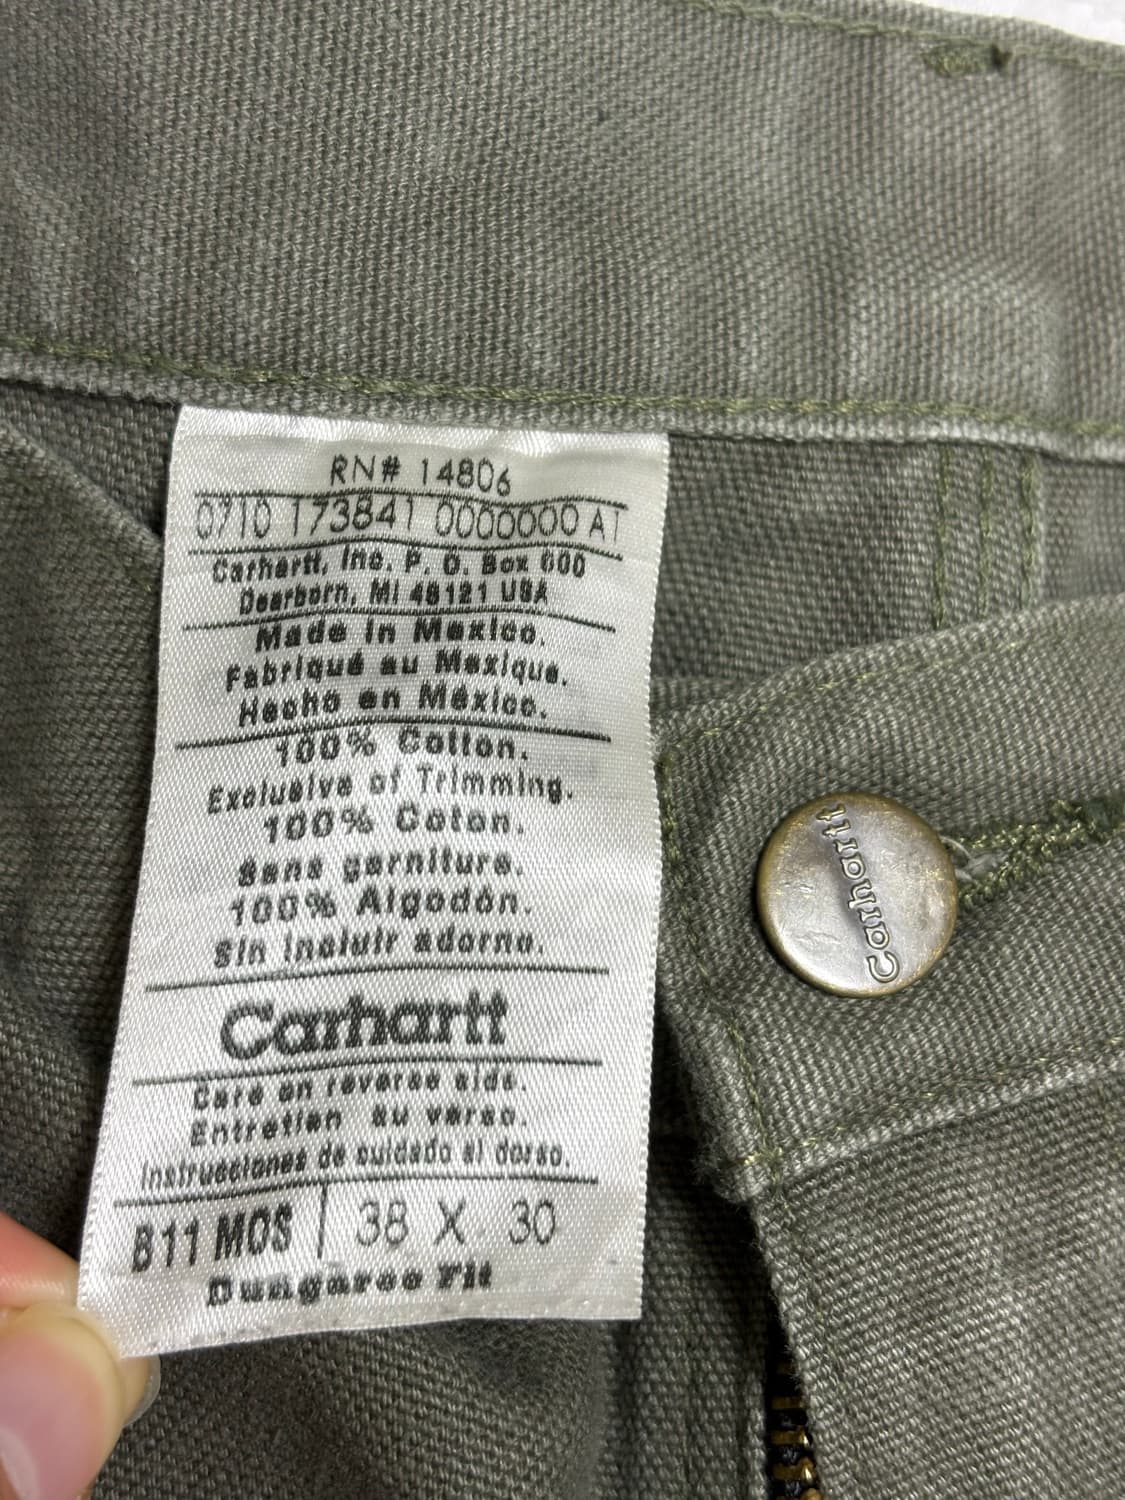 RN# 14806
0710 173841 0000000 A1
Carhartt, Inc. P. O. Box 600
Dearborn, MI 48121 USA
Made in Mexico.
Fabriqué au Mexique.
Hecho en México.
100% Cotton.
Exclusive of Trimming.
100% Coton.
Sans garniture.
100% Algodón.
Sin incluir adorno.
Carhartt
Care on reverse side.
Entretien au verso.
Instrucciones de cuidado al dorso.
B11 MOS | 38 X 30
Dungaree Fit
Carhartt